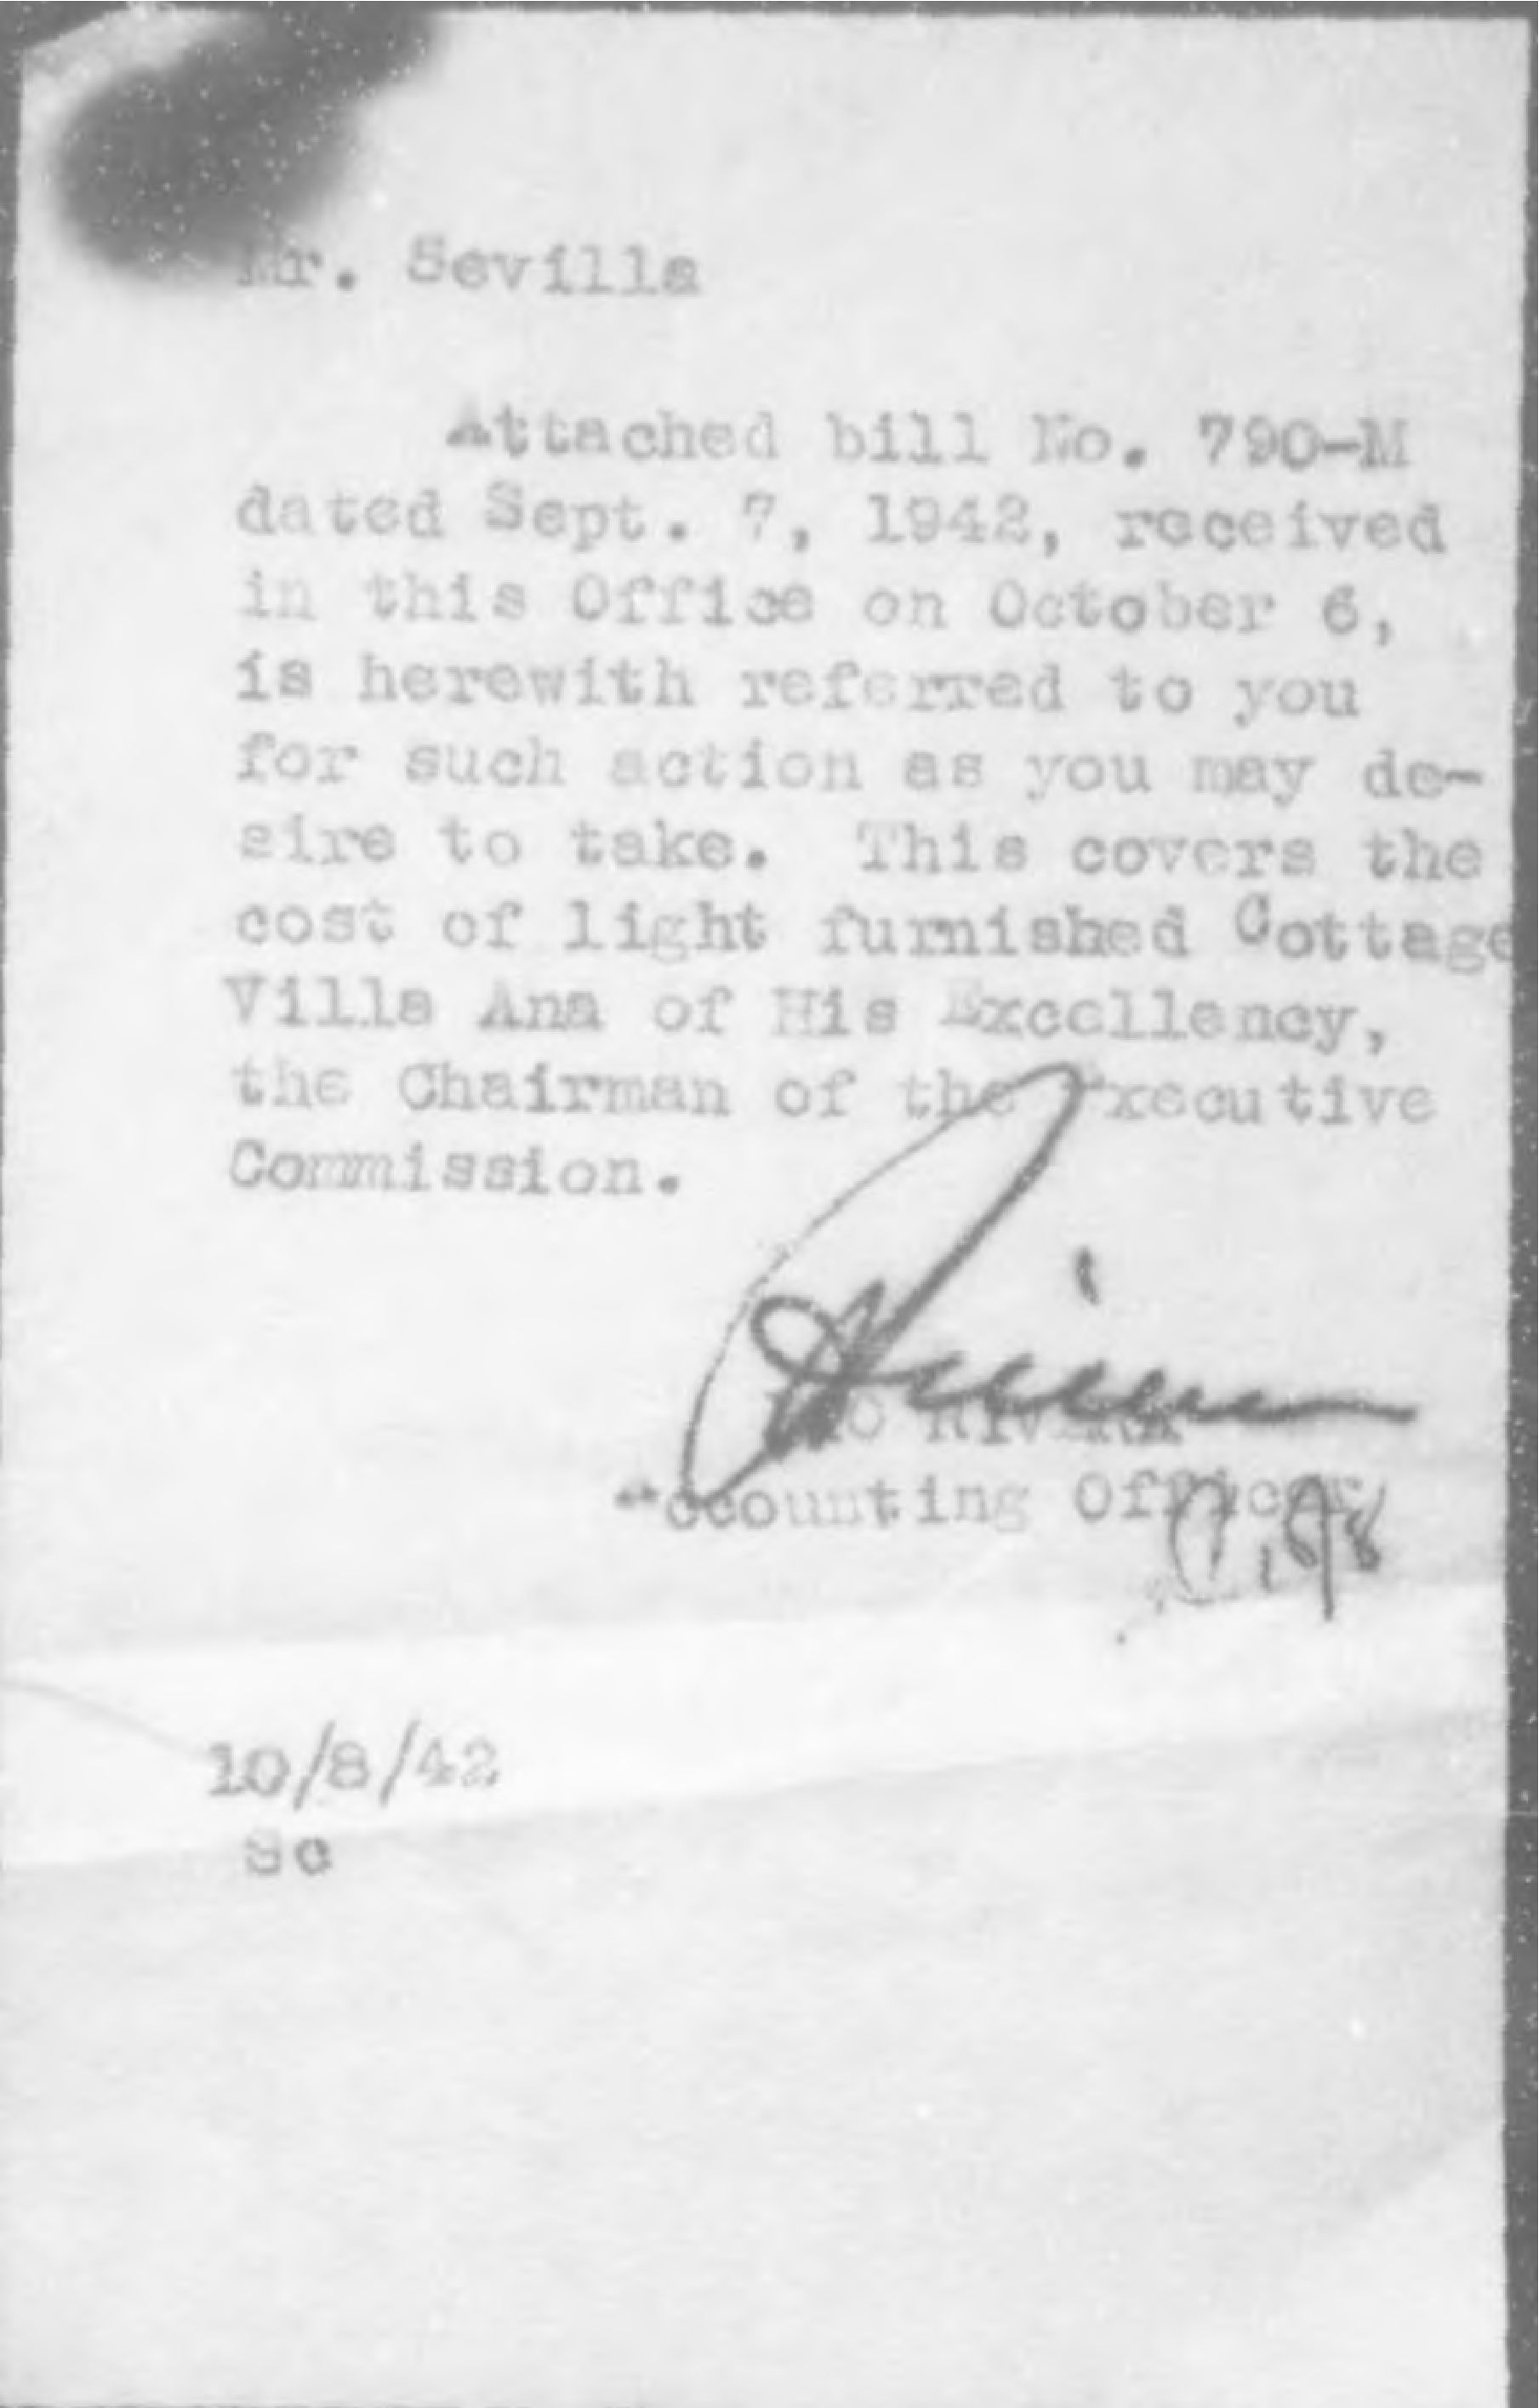 Mr. Sevilla
Attached bill No. 790-M
dated Sept. 7, 1942, received
in this Office on October 6,
is herewith referred to you
for such action as you may de-
sire to take. This covers the
cost of light furnished Cottage
Villa Ana of His Excellency,
the Chairman of the Executive
Commission.
RIVERA
Accounting Officer
10/8/42
Sc